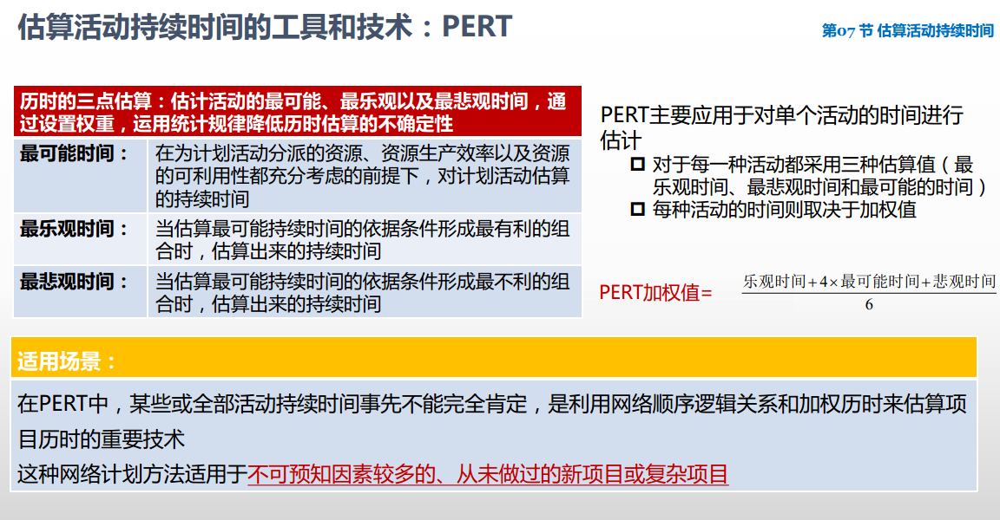 估算活动持续时间的工具和技术：PERT
第07节 估算活动持续时间
历时的三点估算：估计活动的最可能、最乐观以及最悲观时间，通
过设置权重，运用统计规律降低历时估算的不确定性
最可能时间：
在为计划活动分派的资源、资源生产效率以及资源
的可利用性都充分考虑的前提下，对计划活动估算
的持续时间
最乐观时间：
当估算最可能持续时间的依据条件形成最有利的组
合时，估算出来的持续时间
最悲观时间：
当估算最可能持续时间的依据条件形成最不利的组
合时，估算出来的持续时间
PERT主要应用于对单个活动的时间进行
估计
对于每一种活动都采用三种估算值（最
乐观时间、最悲观时间和最可能的时间）
每种活动的时间则取决于加权值
PERT加权值=
乐观时间+4×最可能时间+悲观时间
6
适用场景：
在PERT中，某些或全部活动持续时间事先不能完全肯定，是利用网络顺序逻辑关系和加权历时来估算项
目历时的重要技术
这种网络计划方法适用于不可预知因素较多的、从未做过的新项目或复杂项目